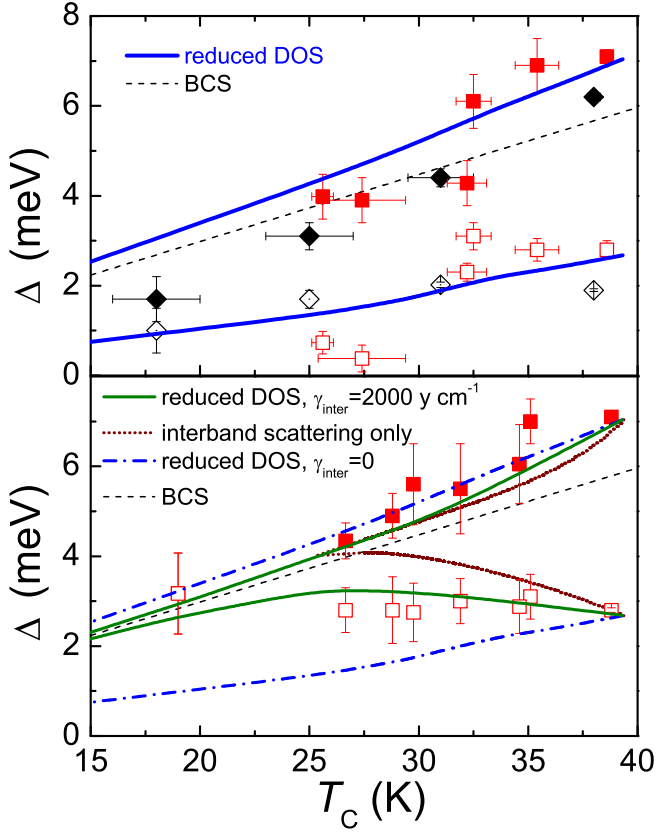 8
reduced DOS
BCS
6
4
2
0
Δ (meV)
reduced DOS, γinter=2000 y cm-1
interband scattering only
reduced DOS, γinter=0
BCS
6
4
2
0
Δ (meV)
15 20 25 30 35 40
TC (K)